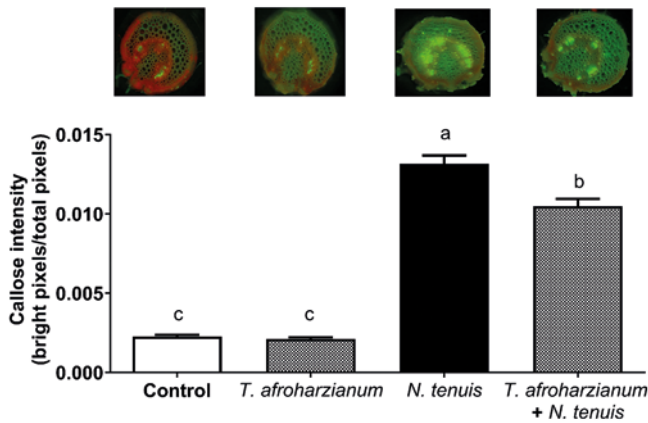 Callose intensity
(bright pixels/total pixels)
0.015
0.010
0.005
0.000
c
c
a
b
Control
T. afroharzianum
N. tenuis
T. afroharzianum
+ N. tenuis